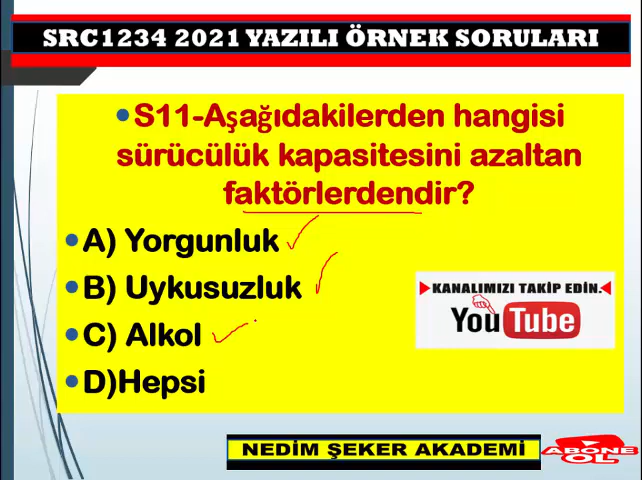 SRC1234 2021 YAZILI ÖRNEK SORULARI
S11-Aşağıdakilerden hangisi
sürücülük kapasitesini azaltan
faktörlerdendir?
A) Yorgunluk
B) Uykusuzluk
C) Alkol
D)Hepsi
KANALIMIZI TAKİP EDİN.
YouTube
NEDİM ŞEKER AKADEMİ
ABONE
OL